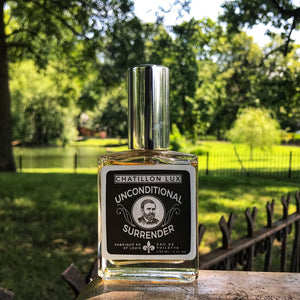 CHATILLON LUX
UNCONDITIONAL
SURRENDER
FABRIQUÉ EN EAU DE
ST LOUIS TOILETTE